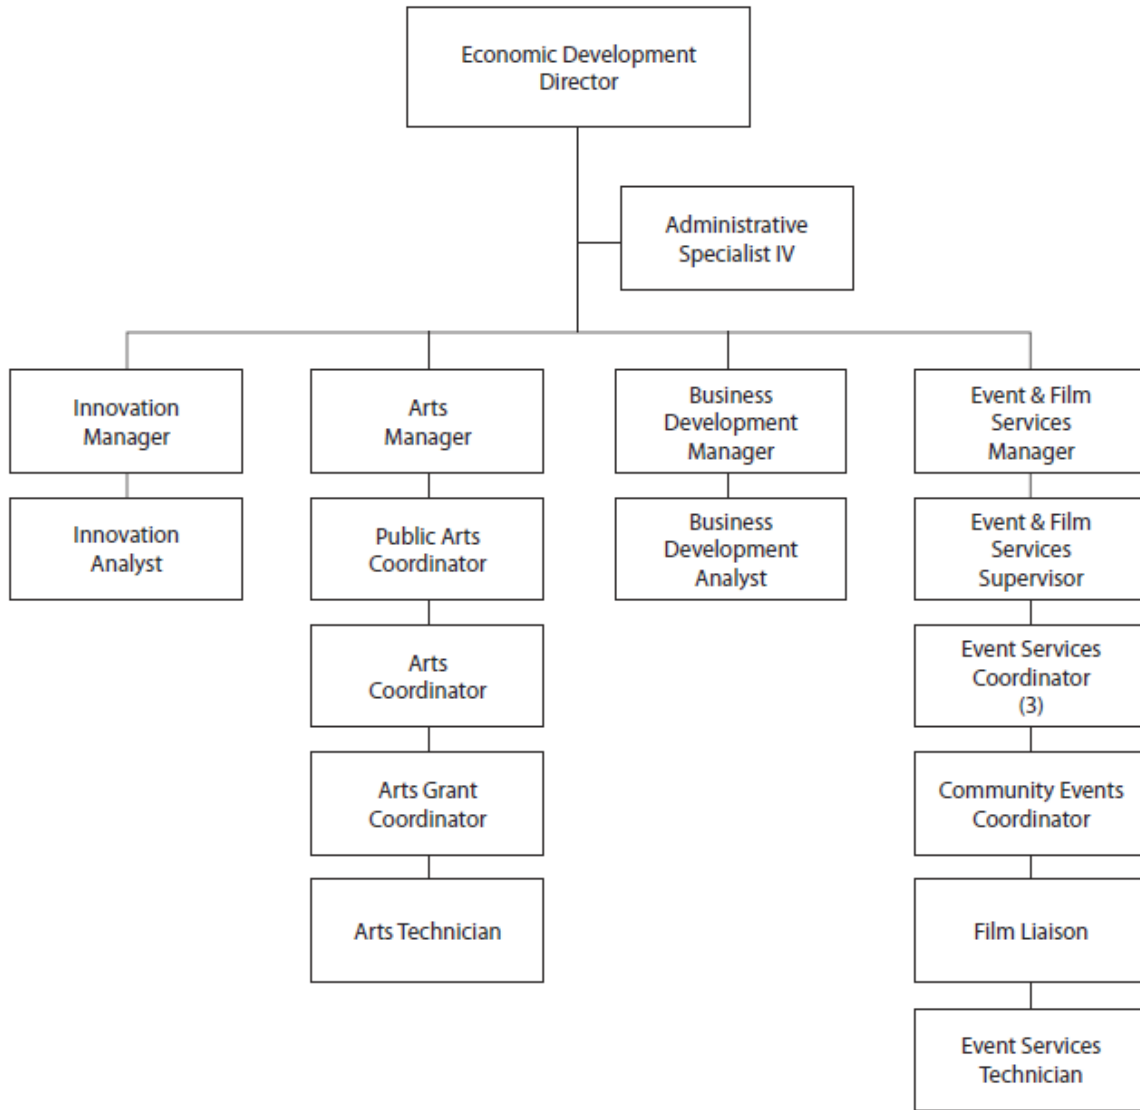 Economic Development
Director
Administrative
Specialist IV
Innovation
Manager
Arts
Manager
Business
Development
Manager
Event & Film
Services
Manager
Innovation
Analyst
Public Arts
Coordinator
Business
Development
Analyst
Event & Film
Services
Supervisor
Arts
Coordinator
Event Services
Coordinator
(3)
Arts Grant
Coordinator
Community Events
Coordinator
Arts Technician
Film Liaison
Event Services
Technician